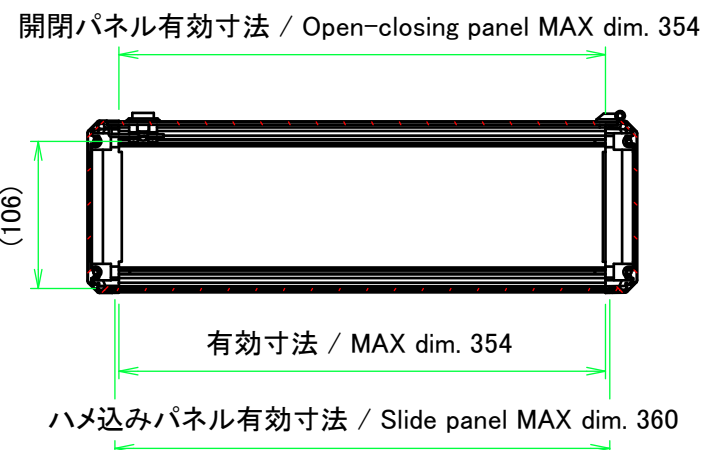 開閉パネル有効寸法 / Open-closing panel MAX dim. 354
(106)
有効寸法 / MAX dim. 354
ハメ込みパネル有効寸法 / Slide panel MAX dim. 360